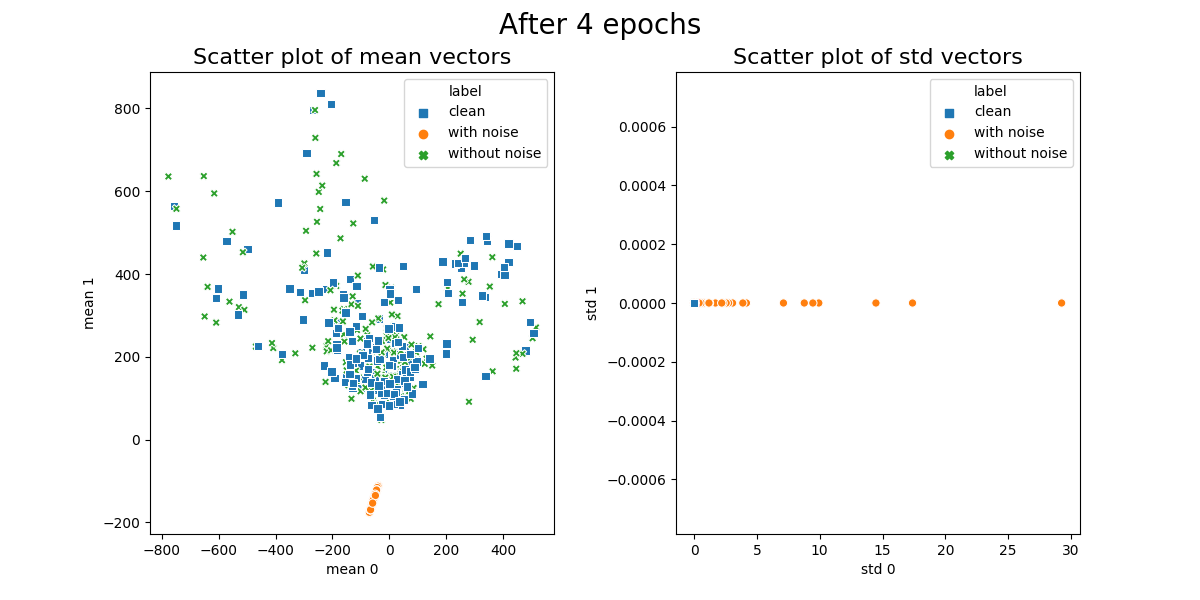 After 4 epochs
Scatter plot of mean vectors
label
clean
with noise
without noise
800
600
400
200
0
−200
mean 1
−800
−600
−400
−200
0
200
400
mean 0
Scatter plot of std vectors
label
clean
with noise
without noise
0.0006
0.0004
0.0002
0.0000
−0.0002
−0.0004
−0.0006
std 1
0
5
10
15
20
25
30
std 0